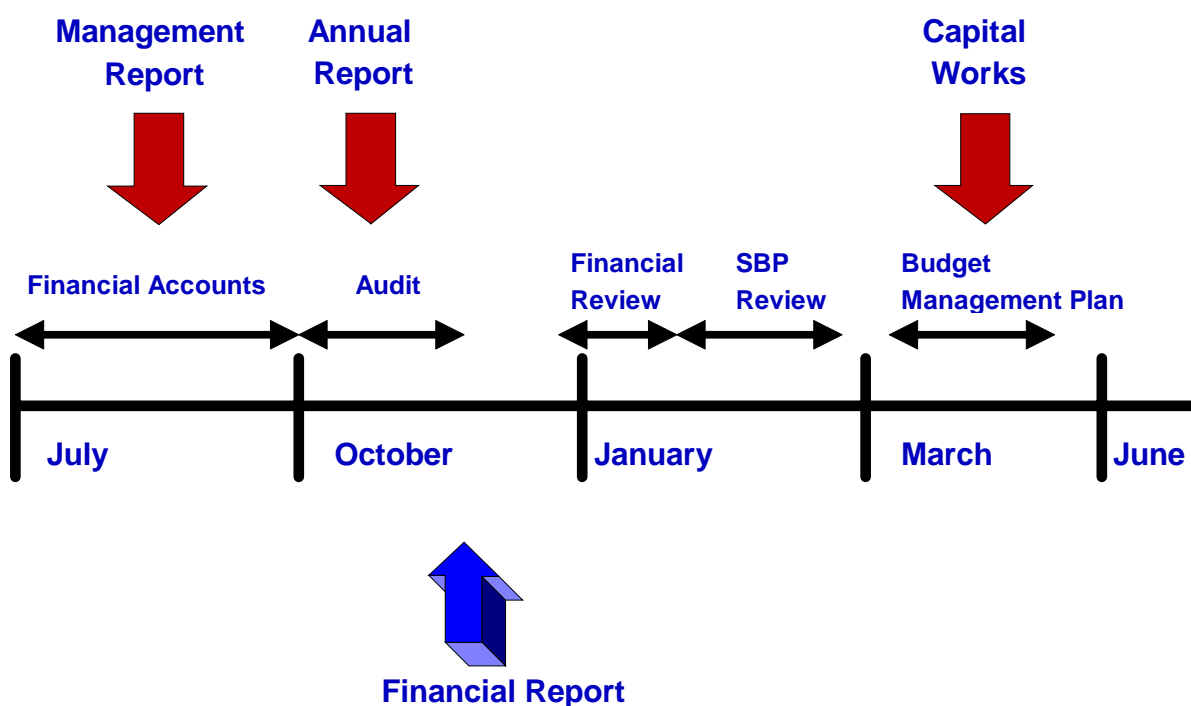 Management
Report
Annual
Report
Capital
Works
Financial Accounts
Audit
Financial
Review
SBP
Review
Budget
Management Plan
July
October
January
March
June
Financial Report